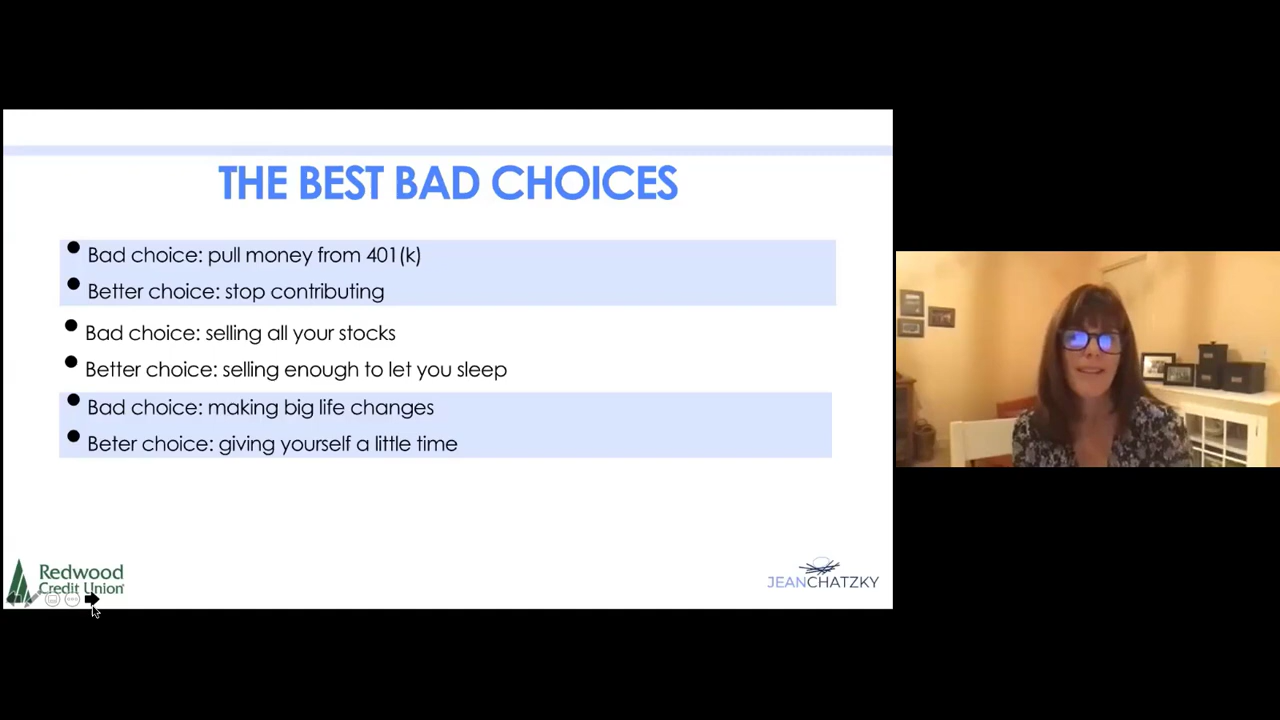 THE BEST BAD CHOICES
Bad choice: pull money from 401(k)
Better choice: stop contributing
Bad choice: selling all your stocks
Better choice: selling enough to let you sleep
Bad choice: making big life changes
Beter choice: giving yourself a little time
Redwood
Credit Union
JEANCHATZKY